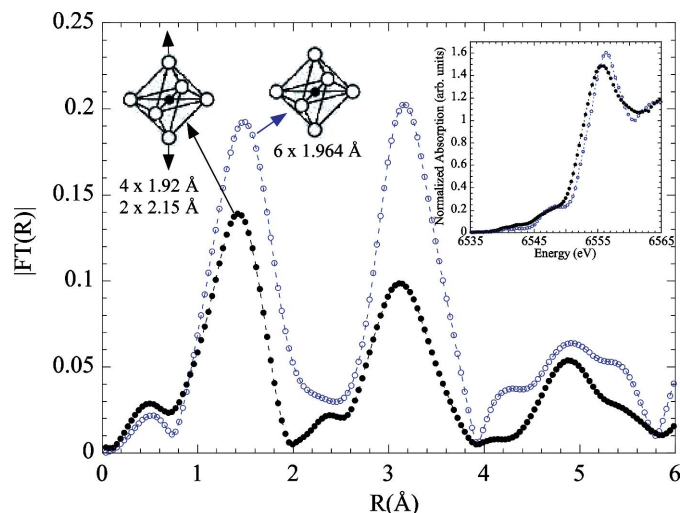 0.25
0.2
0.15
0.1
0.05
0
|FT(R)|
4 x 1.92 Å
2 x 2.15 Å
6 x 1.964 Å
Normalized Absorption (arb. units)
1.6
1.4
1.2
1
0.8
0.6
0.4
0.2
0
6535 6545 6555 6565
Energy (eV)
0 1 2 3 4 5 6
R(Å)